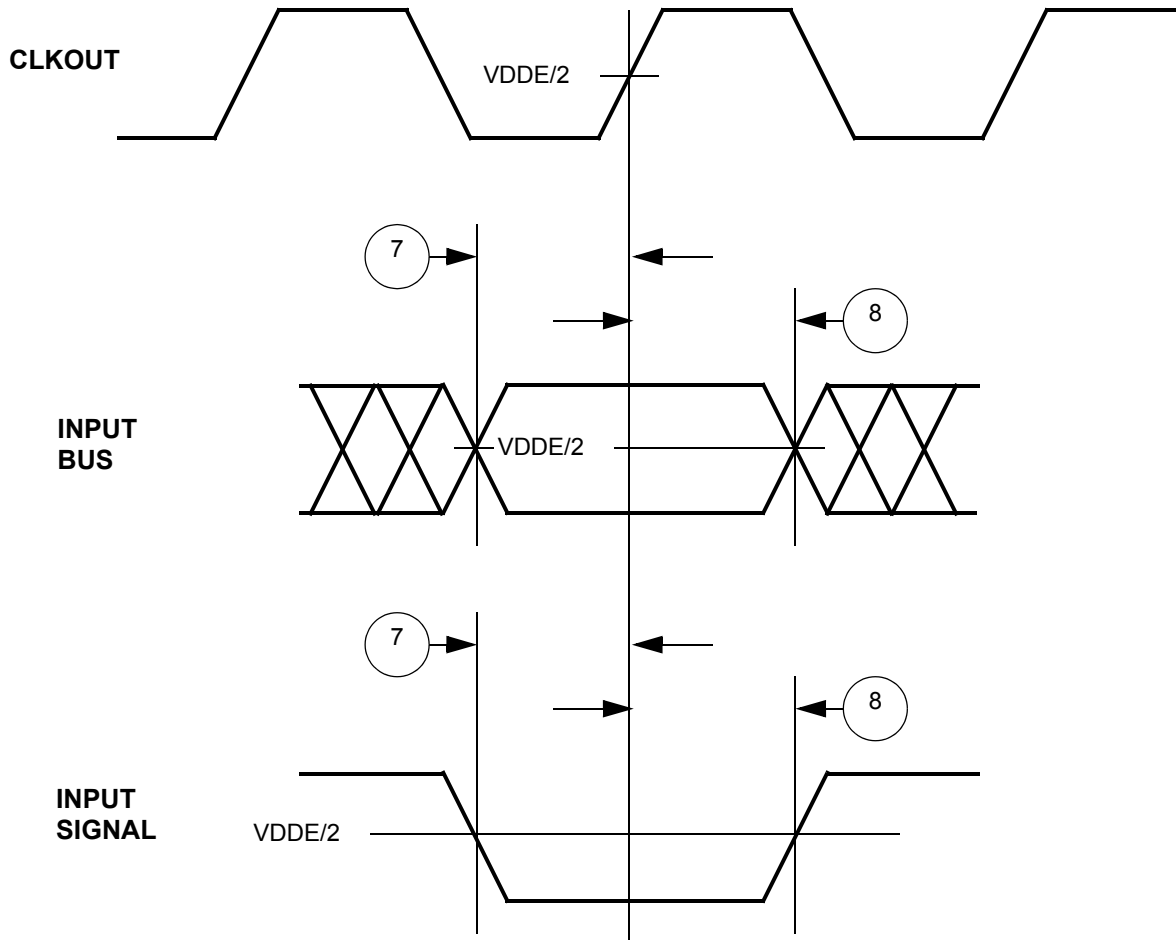 CLKOUT
VDDE/2
7
8
INPUT
BUS
VDDE/2
7
8
INPUT
SIGNAL
VDDE/2